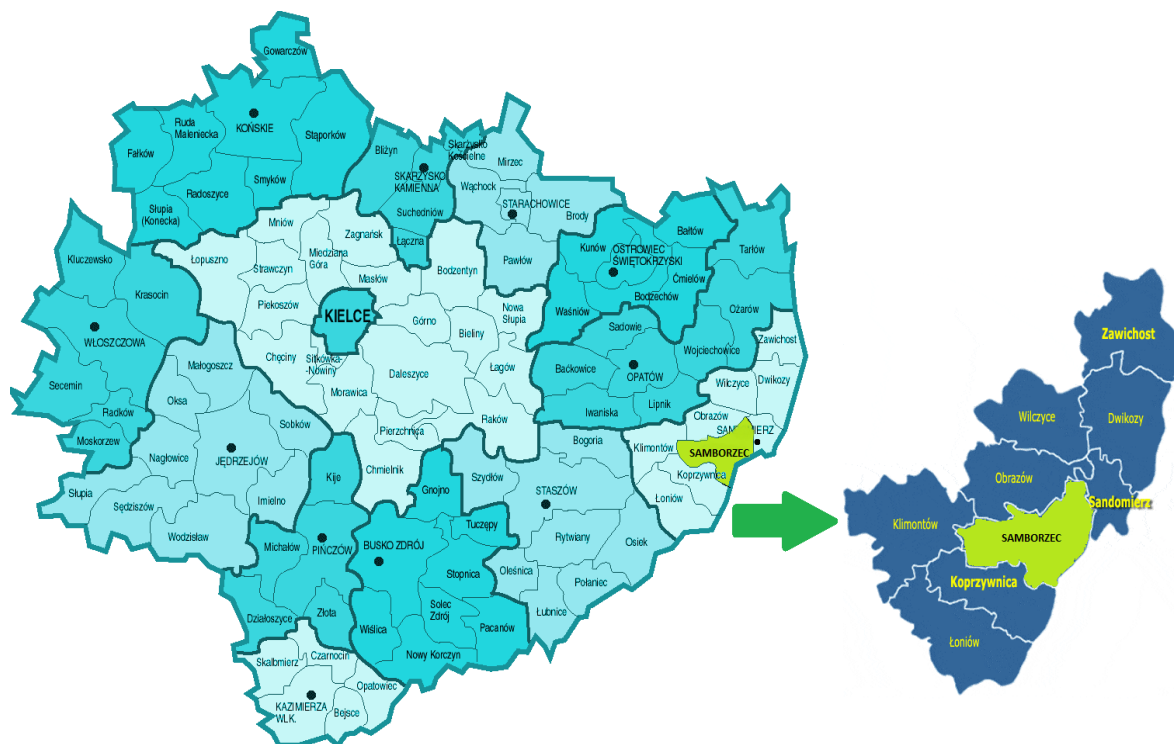 Gowarczów
Ruda
Maleniecka
KOŃSKIE
Stąporków
Fałków
Smyków
Radoszyce
Słupia
(Konecka)
Bliżyn
Skarżysko
Kościelne
SKARŻYSKO
KAMIENNA
Suchedniów
Łączna
Mirzec
Wąchock
STARACHOWICE
Brody
Pawłów
Mniów
Zagnańsk
Łopuszno
Strawczyn
Miedziana
Góra
Masłów
Bodzentyn
Piekoszów
KIELCE
Górno
Bieliny
Nowa
Słupia
Chęciny
Sitkówka-
-Nowiny
Morawica
Daleszyce
Łagów
Pierzchnica
Raków
Chmielnik
Kunów
OSTROWIEC
ŚWIĘTOKRZYSKI
Bałtów
Ćmielów
Bodzechów
Waśniów
Tarłów
Ożarów
Sadowie
Wojciechowice
Baćkowice
OPATÓW
Iwaniska
Lipnik
Zawichost
Wilczyce
Dwikozy
Obrazów
Klimontów
SAMBORZEC
Koprzywnica
Łoniów
Kluczewsko
Krasocin
WŁOSZCZOWA
Secemin
Radków
Moskorzew
Małogoszcz
Oksa
Sobków
Nagłowice
JĘDRZEJÓW
Słupia
Sędziszów
Imielno
Wodzisław
Kije
Michałów
PIŃCZÓW
Działoszyce
Złota
Gnojno
Tuczępy
BUSKO ZDRÓJ
Stopnica
Solec
Zdrój
Wiślica
Pacanów
Nowy Korczyn
Bogoria
Szydłów
STASZÓW
Rytwiany
Osiek
Oleśnica
Połaniec
Łubnice
Skalbmierz
Czarnocin
Opatowiec
KAZIMIERZA
WLK.
Bejsce
Zawichost
Wilczyce
Dwikozy
Obrazów
Sandomierz
Klimontów
SAMBORZEC
Koprzywnica
Łoniów